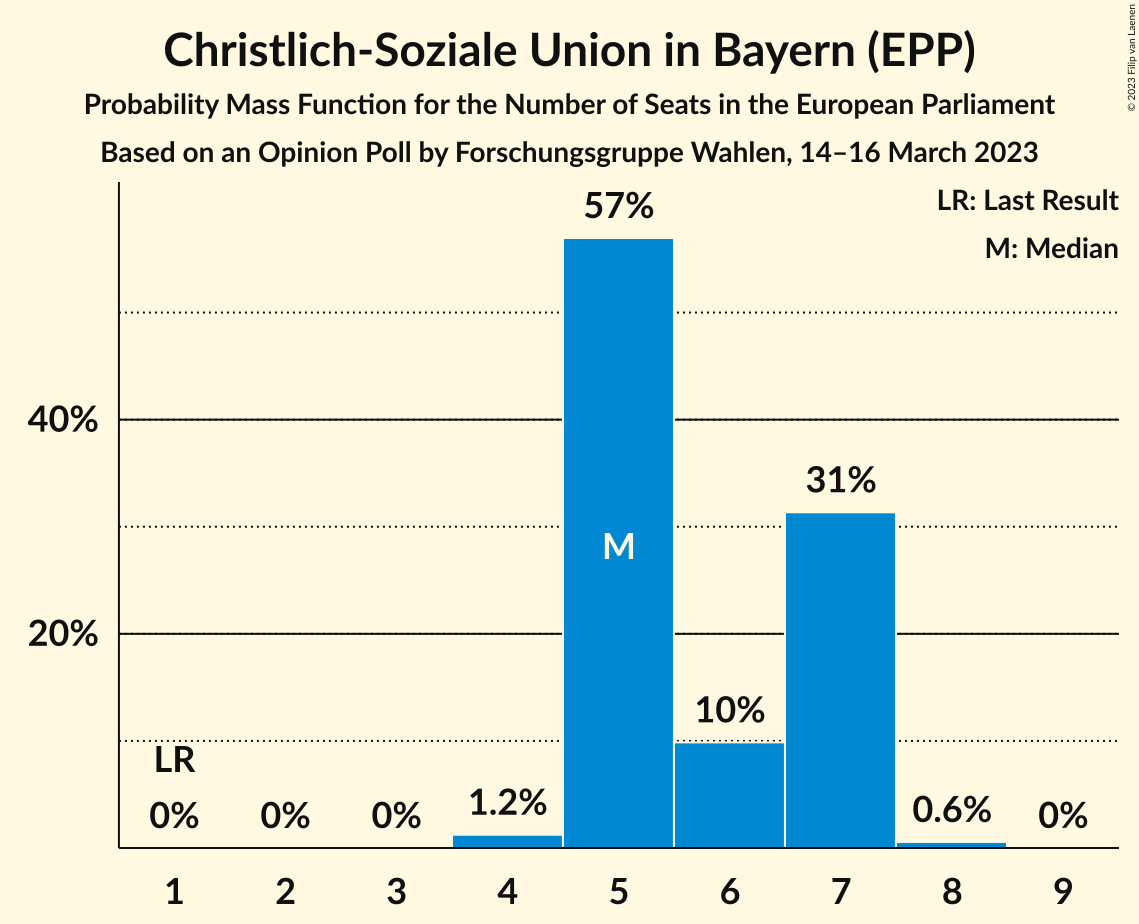 Christlich-Soziale Union in Bayern (EPP)
Probability Mass Function for the Number of Seats in the European Parliament
Based on an Opinion Poll by Forschungsgruppe Wahlen, 14–16 March 2023
© 2023 Filip van Laenen
LR: Last Result
M: Median
57%
40%
31%
M
20%
10%
LR
0%
0%
0%
1.2%
0.6%
0%
1
2
3
4
5
6
7
8
9